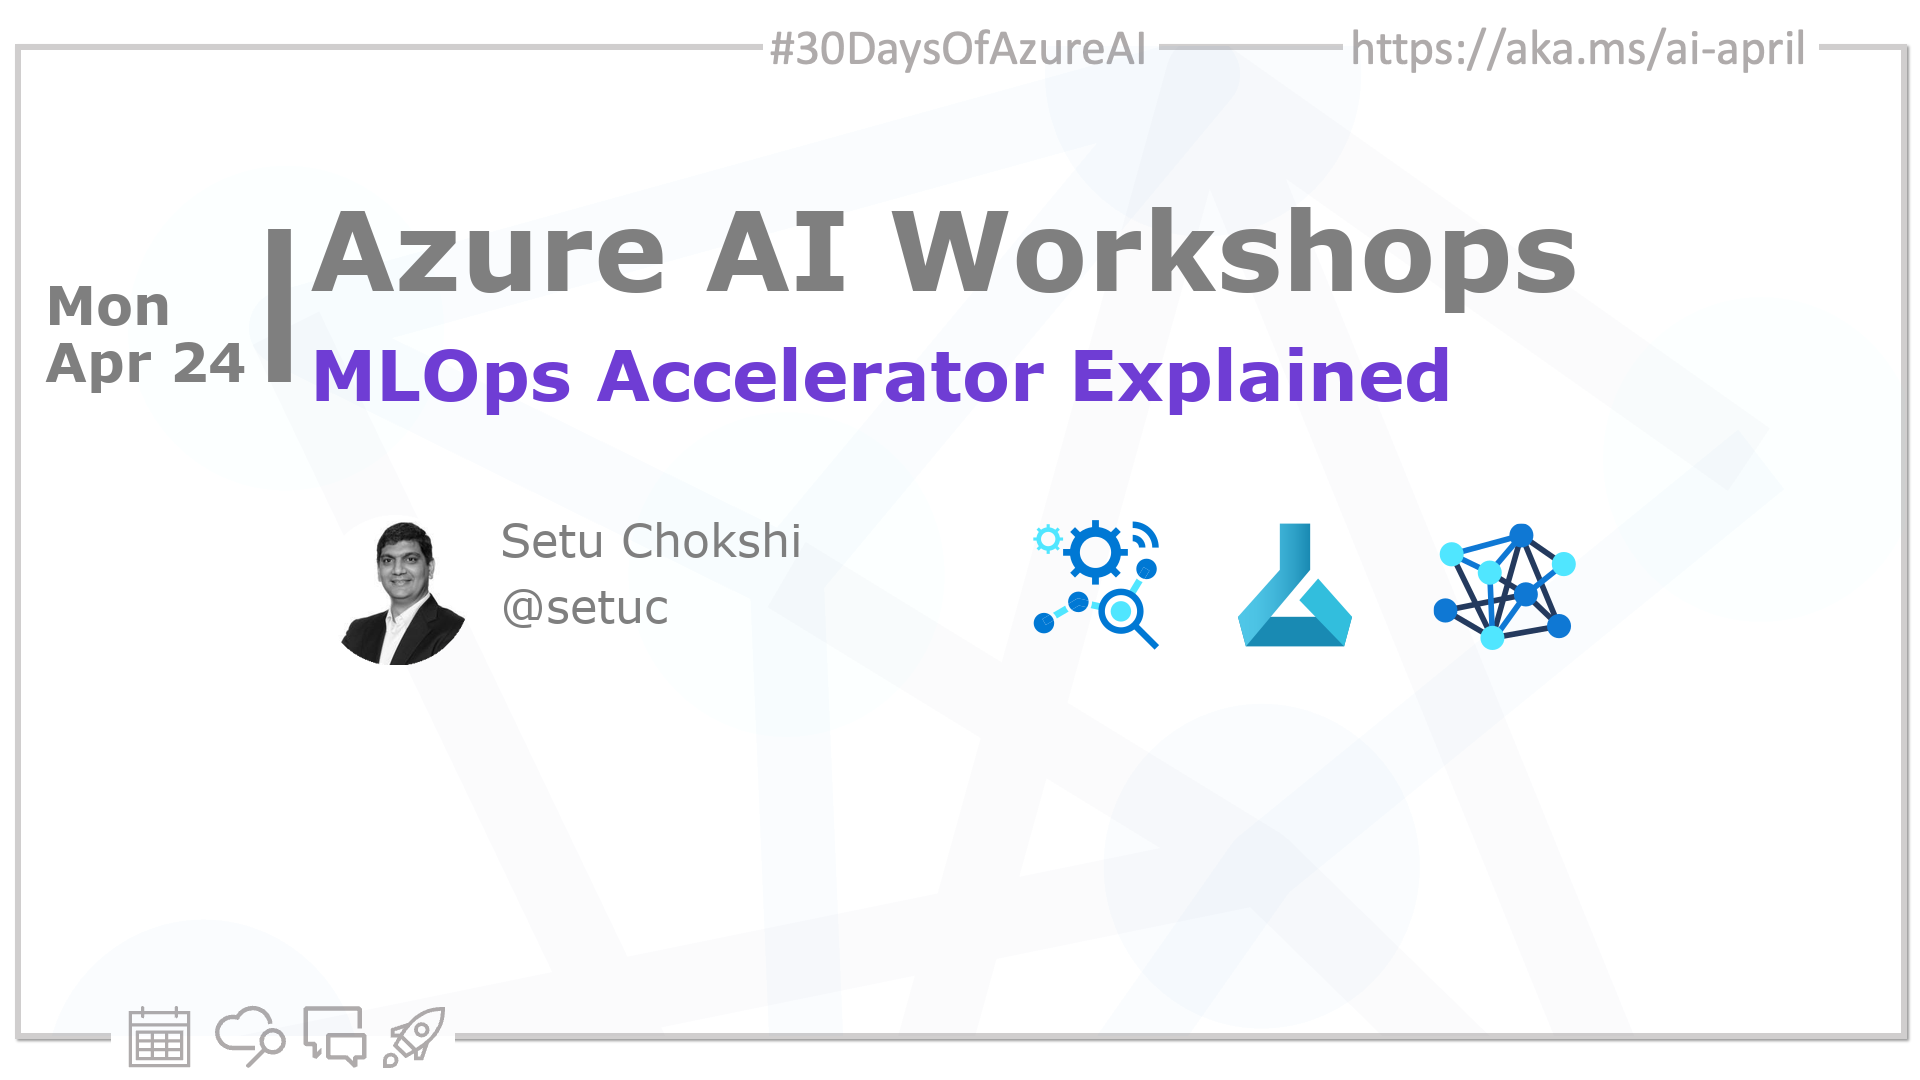 #30DaysOfAzureAI
https://aka.ms/ai-april
Azure AI Workshops
Mon
Apr 24
MLOps Accelerator Explained
Setu Chokshi
@setuc